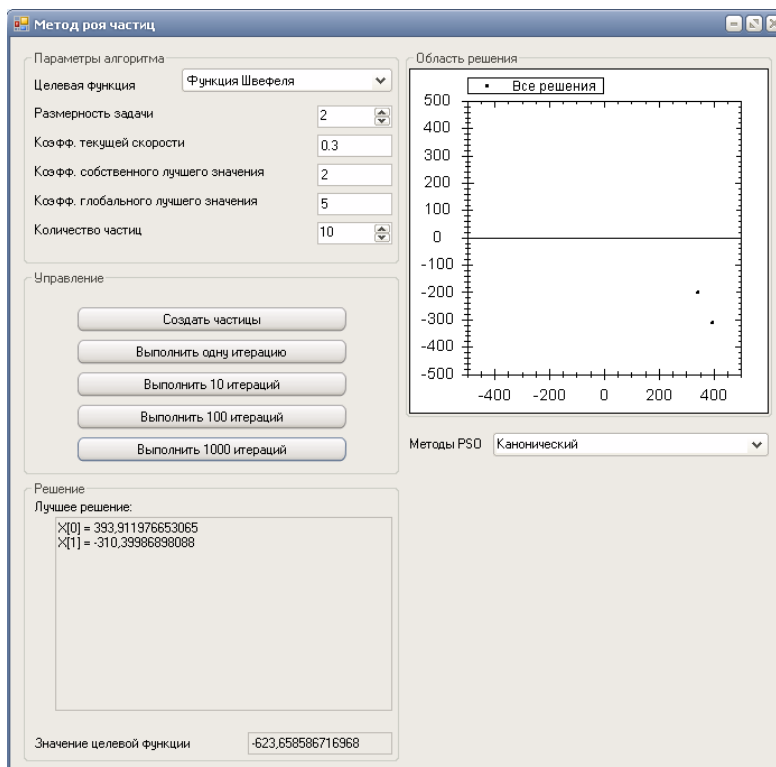 Метод роя частиц
Параметры алгоритма
Целевая функция Функция Швефеля
Размерность задачи 2
Коэфф. текущей скорости 0.3
Коэфф. собственного лучшего значения 2
Коэфф. глобального лучшего значения 5
Количество частиц 10
Управление
Создать частицы
Выполнить одну итерацию
Выполнить 10 итераций
Выполнить 100 итераций
Выполнить 1000 итераций
Решение
Лучшее решение:
X[0] = 393,911976653065
X[1] = -310,39986898088
Значение целевой функции -623,658586716968
Область решения
Все решения
500
400
300
200
100
0
-100
-200
-300
-400
-500
-400 -200 0 200 400
Методы PSO Канонический